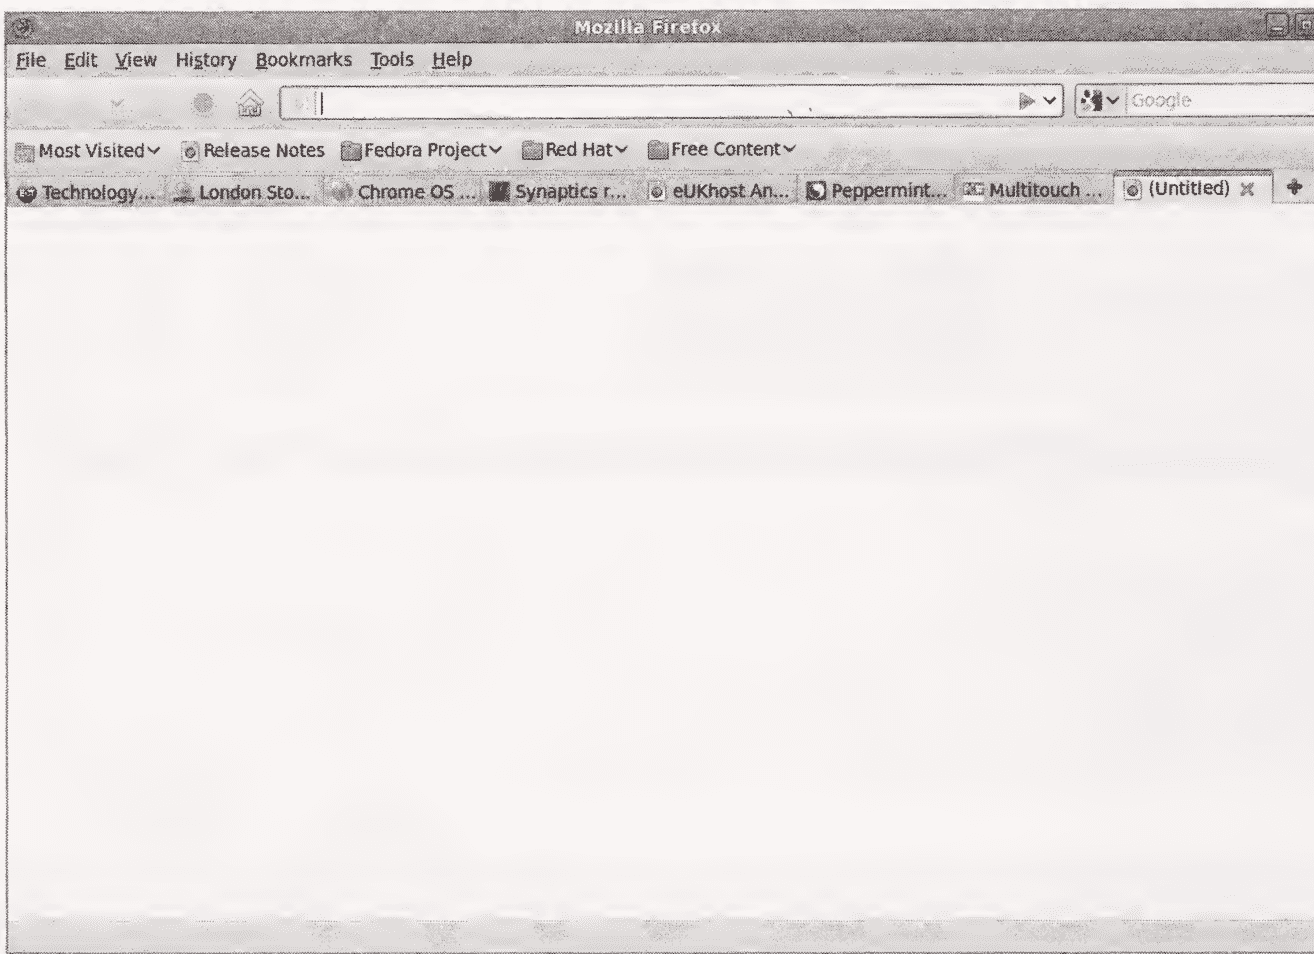 Mozilla Firefox
File Edit View History Bookmarks Tools Help
Google
Most Visited Release Notes Fedora Project Red Hat Free Content
Technology... London Sto... Chrome OS ... Synaptics r... eUKhost An... Peppermint... Multitouch ... (Untitled)